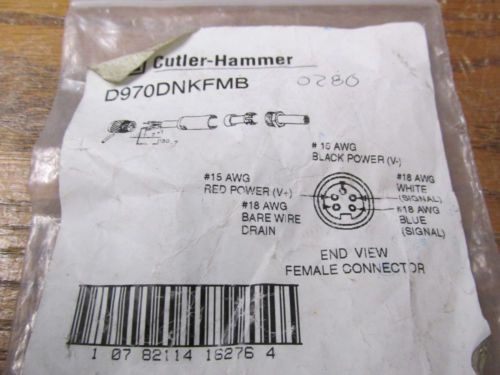 Cutler-Hammer
D970DNKFMB
0280
# 15 AWG
BLACK POWER (V-)
#15 AWG
RED POWER (V+)
#18 AWG
WHITE
(SIGNAL)
#18 AWG
BARE WIRE
DRAIN
#18 AWG
BLUE
(SIGNAL)
END VIEW
FEMALE CONNECTOR
1 07 82114 16276 4